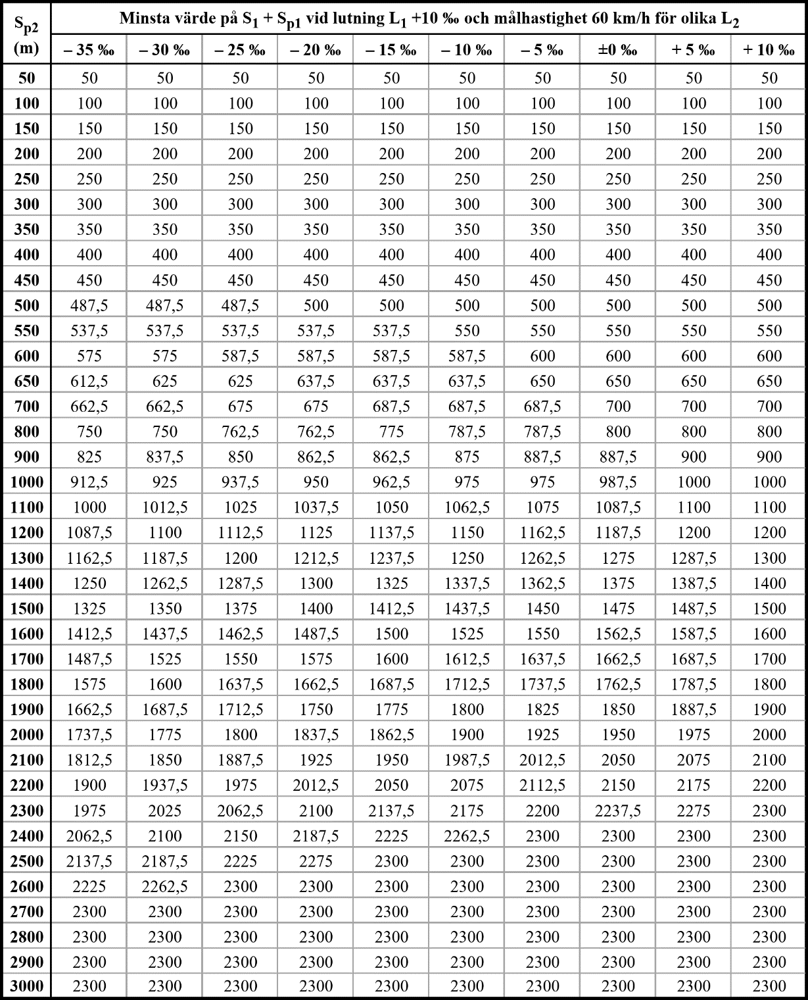 S_p2 (m) Minsta värde på S_1 + S_p1 vid lutning L_1 +10 ‰ och målhastighet 60 km/h för olika L_2
– 35 ‰ – 30 ‰ – 25 ‰ – 20 ‰ – 15 ‰ – 10 ‰ – 5 ‰ ±0 ‰ + 5 ‰ + 10 ‰
50 50 50 50 50 50 50 50 50 50 50
100 100 100 100 100 100 100 100 100 100 100
150 150 150 150 150 150 150 150 150 150 150
200 200 200 200 200 200 200 200 200 200 200
250 250 250 250 250 250 250 250 250 250 250
300 300 300 300 300 300 300 300 300 300 300
350 350 350 350 350 350 350 350 350 350 350
400 400 400 400 400 400 400 400 400 400 400
450 450 450 450 450 450 450 450 450 450 450
500 487,5 487,5 487,5 500 500 500 500 500 500 500
550 537,5 537,5 537,5 537,5 537,5 550 550 550 550 550
600 575 575 587,5 587,5 587,5 587,5 600 600 600 600
650 612,5 625 625 637,5 637,5 637,5 650 650 650 650
700 662,5 662,5 675 675 687,5 687,5 687,5 700 700 700
800 750 750 762,5 762,5 775 787,5 787,5 800 800 800
900 825 837,5 850 862,5 862,5 875 887,5 887,5 900 900
1000 912,5 925 937,5 950 962,5 975 975 987,5 1000 1000
1100 1000 1012,5 1025 1037,5 1050 1062,5 1075 1087,5 1100 1100
1200 1087,5 1100 1112,5 1125 1137,5 1150 1162,5 1187,5 1200 1200
1300 1162,5 1187,5 1200 1212,5 1237,5 1250 1262,5 1275 1287,5 1300
1400 1250 1262,5 1287,5 1300 1325 1337,5 1362,5 1375 1387,5 1400
1500 1325 1350 1375 1400 1412,5 1437,5 1450 1475 1487,5 1500
1600 1412,5 1437,5 1462,5 1487,5 1500 1525 1550 1562,5 1587,5 1600
1700 1487,5 1525 1550 1575 1600 1612,5 1637,5 1662,5 1687,5 1700
1800 1575 1600 1637,5 1662,5 1687,5 1712,5 1737,5 1762,5 1787,5 1800
1900 1662,5 1687,5 1712,5 1750 1775 1800 1825 1850 1887,5 1900
2000 1737,5 1775 1800 1837,5 1862,5 1900 1925 1950 1975 2000
2100 1812,5 1850 1887,5 1925 1950 1987,5 2012,5 2050 2075 2100
2200 1900 1937,5 1975 2012,5 2050 2075 2112,5 2150 2175 2200
2300 1975 2025 2062,5 2100 2137,5 2175 2200 2237,5 2275 2300
2400 2062,5 2100 2150 2187,5 2225 2262,5 2300 2300 2300 2300
2500 2137,5 2187,5 2225 2275 2300 2300 2300 2300 2300 2300
2600 2225 2262,5 2300 2300 2300 2300 2300 2300 2300 2300
2700 2300 2300 2300 2300 2300 2300 2300 2300 2300 2300
2800 2300 2300 2300 2300 2300 2300 2300 2300 2300 2300
2900 2300 2300 2300 2300 2300 2300 2300 2300 2300 2300
3000 2300 2300 2300 2300 2300 2300 2300 2300 2300 2300